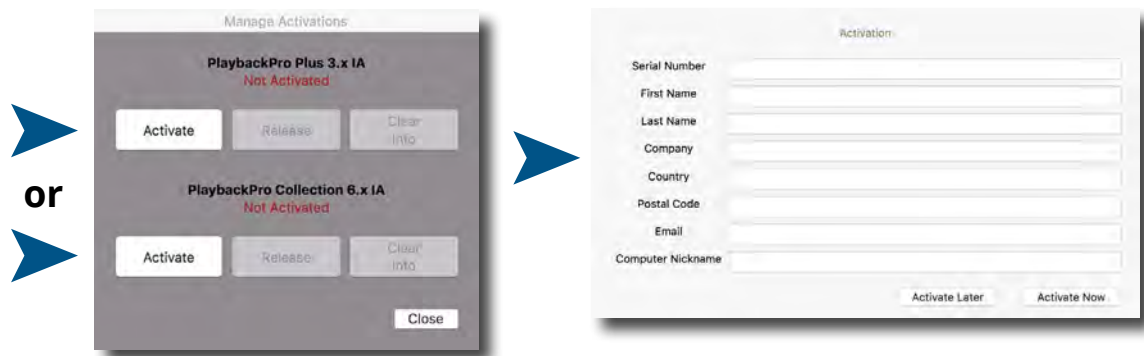 Manage Activations
PlaybackPro Plus 3.x IA
Not Activated
Activate
Release
Clear
Info
or
PlaybackPro Collection 6.x IA
Not Activated
Activate
Release
Clear
Info
Close
Activation
Serial Number
First Name
Last Name
Company
Country
Postal Code
Email
Computer Nickname
Activate Later
Activate Now